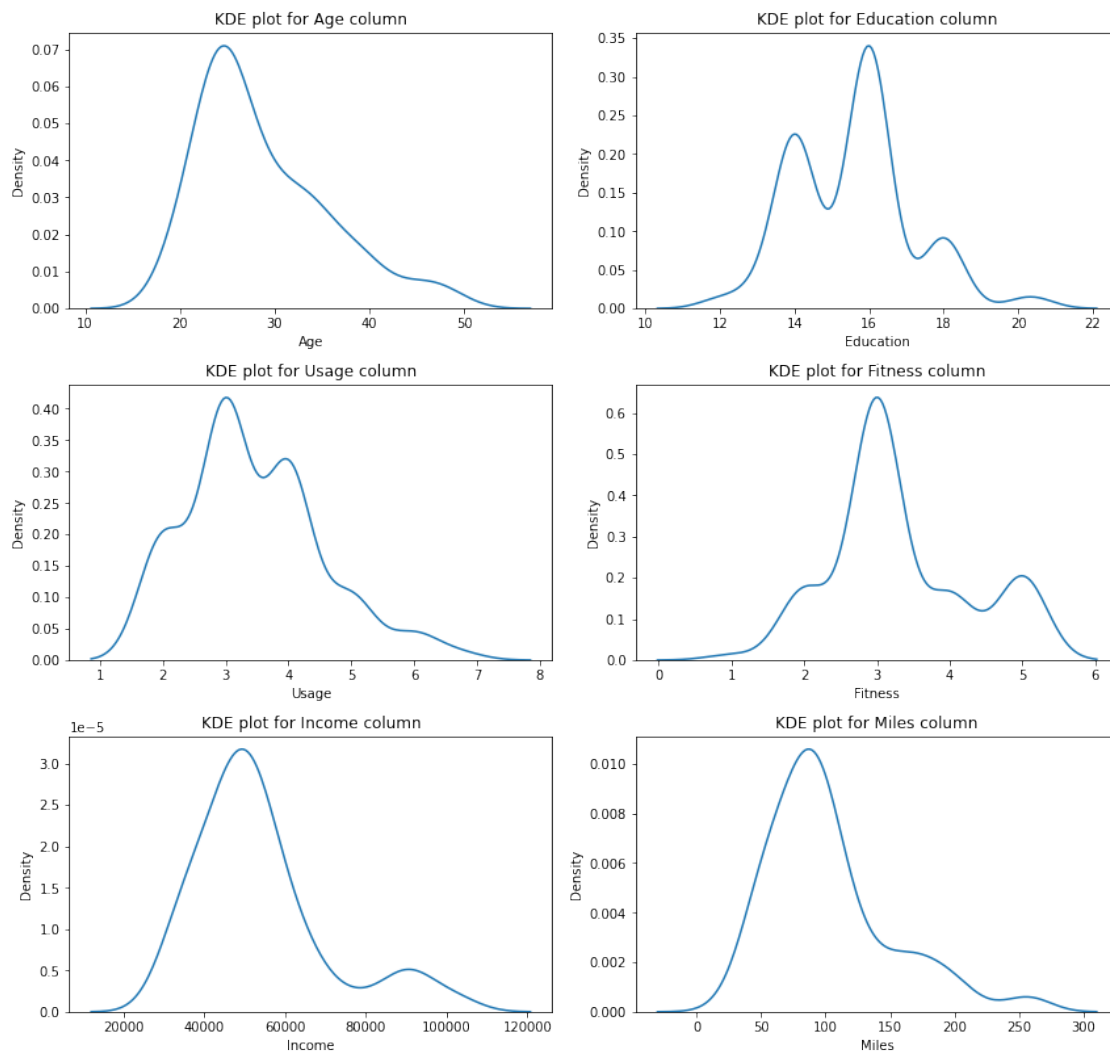 KDE plot for Age column
0.07
0.06
0.05
0.04
0.03
0.02
0.01
0.00
Density
10 20 30 40 50
Age
KDE plot for Education column
0.35
0.30
0.25
0.20
0.15
0.10
0.05
0.00
Density
10 12 14 16 18 20 22
Education
KDE plot for Usage column
0.40
0.35
0.30
0.25
0.20
0.15
0.10
0.05
0.00
Density
1 2 3 4 5 6 7 8
Usage
KDE plot for Fitness column
0.6
0.5
0.4
0.3
0.2
0.1
0.0
Density
0 1 2 3 4 5 6
Fitness
KDE plot for Income column
1e-5
3.0
2.5
2.0
1.5
1.0
0.5
0.0
Density
20000 40000 60000 80000 100000 120000
Income
KDE plot for Miles column
0.010
0.008
0.006
0.004
0.002
0.000
Density
0 50 100 150 200 250 300
Miles